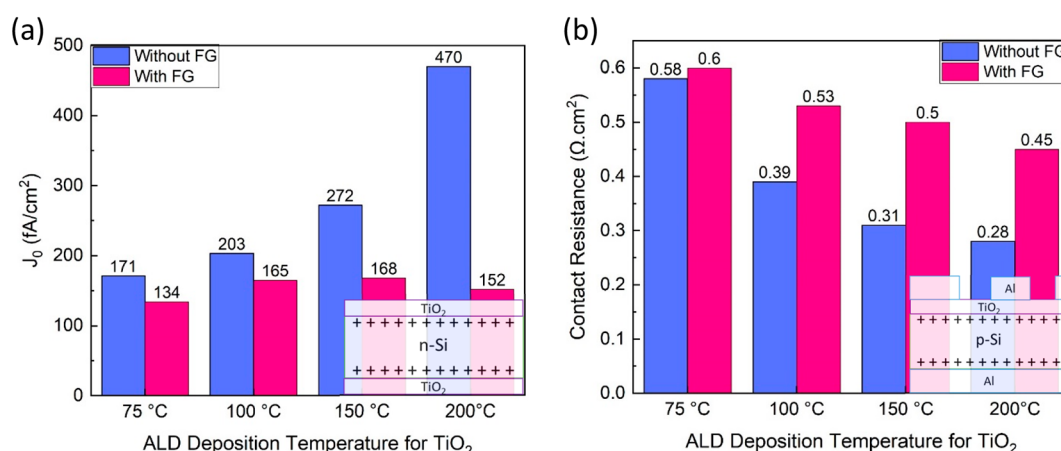 (a)
Without FG
With FG
J₀ (fA/cm²)
500
400
300
200
100
0
171
134
203
165
272
168
470
152
TiO₂
+ + + + + + + + + + + + +
n-Si
+ + + + + + + + + + + + +
TiO₂
75 °C
100 °C
150 °C
200°C
ALD Deposition Temperature for TiO₂
(b)
Without FG
With FG
Contact Resistance (Ω.cm²)
0.6
0.5
0.4
0.3
0.2
0.1
0.0
0.58
0.6
0.39
0.53
0.31
0.5
0.28
0.45
Al
TiO₂
+ + + + + + + + + + + +
p-Si
+ + + + + + + + + + + +
Al
75 °C
100 °C
150 °C
200°C
ALD Deposition Temperature for TiO₂